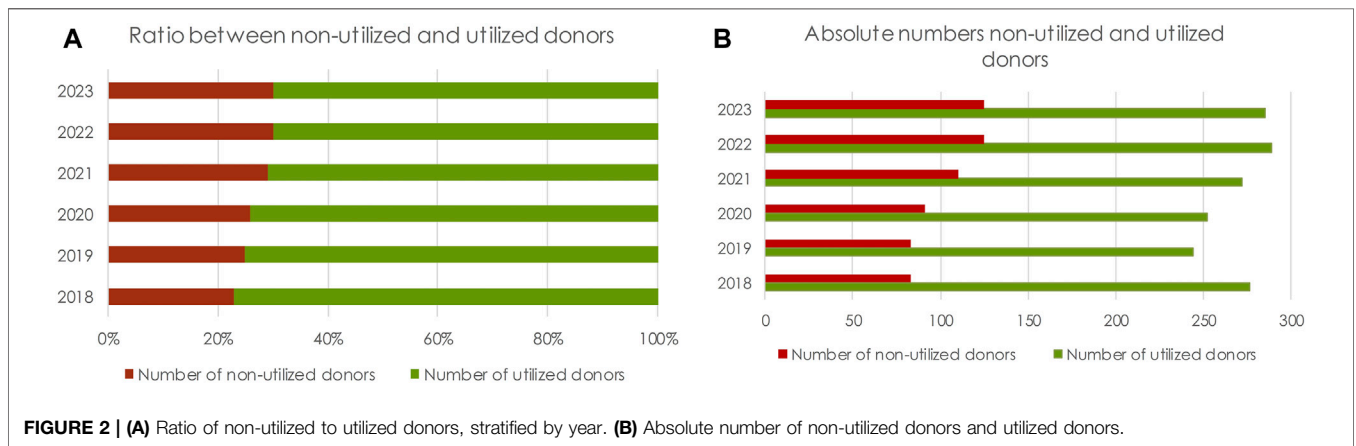 A
Ratio between non-utilized and utilized donors
2023
2022
2021
2020
2019
2018
0% 20% 40% 60% 80% 100%
Number of non-utilized donors Number of utilized donors
B
Absolute numbers non-utilized and utilized
donors
2023
2022
2021
2020
2019
2018
0 50 100 150 200 250 300
Number of non-utilized donors Number of utilized donors
FIGURE 2 | (A) Ratio of non-utilized to utilized donors, stratified by year. (B) Absolute number of non-utilized donors and utilized donors.